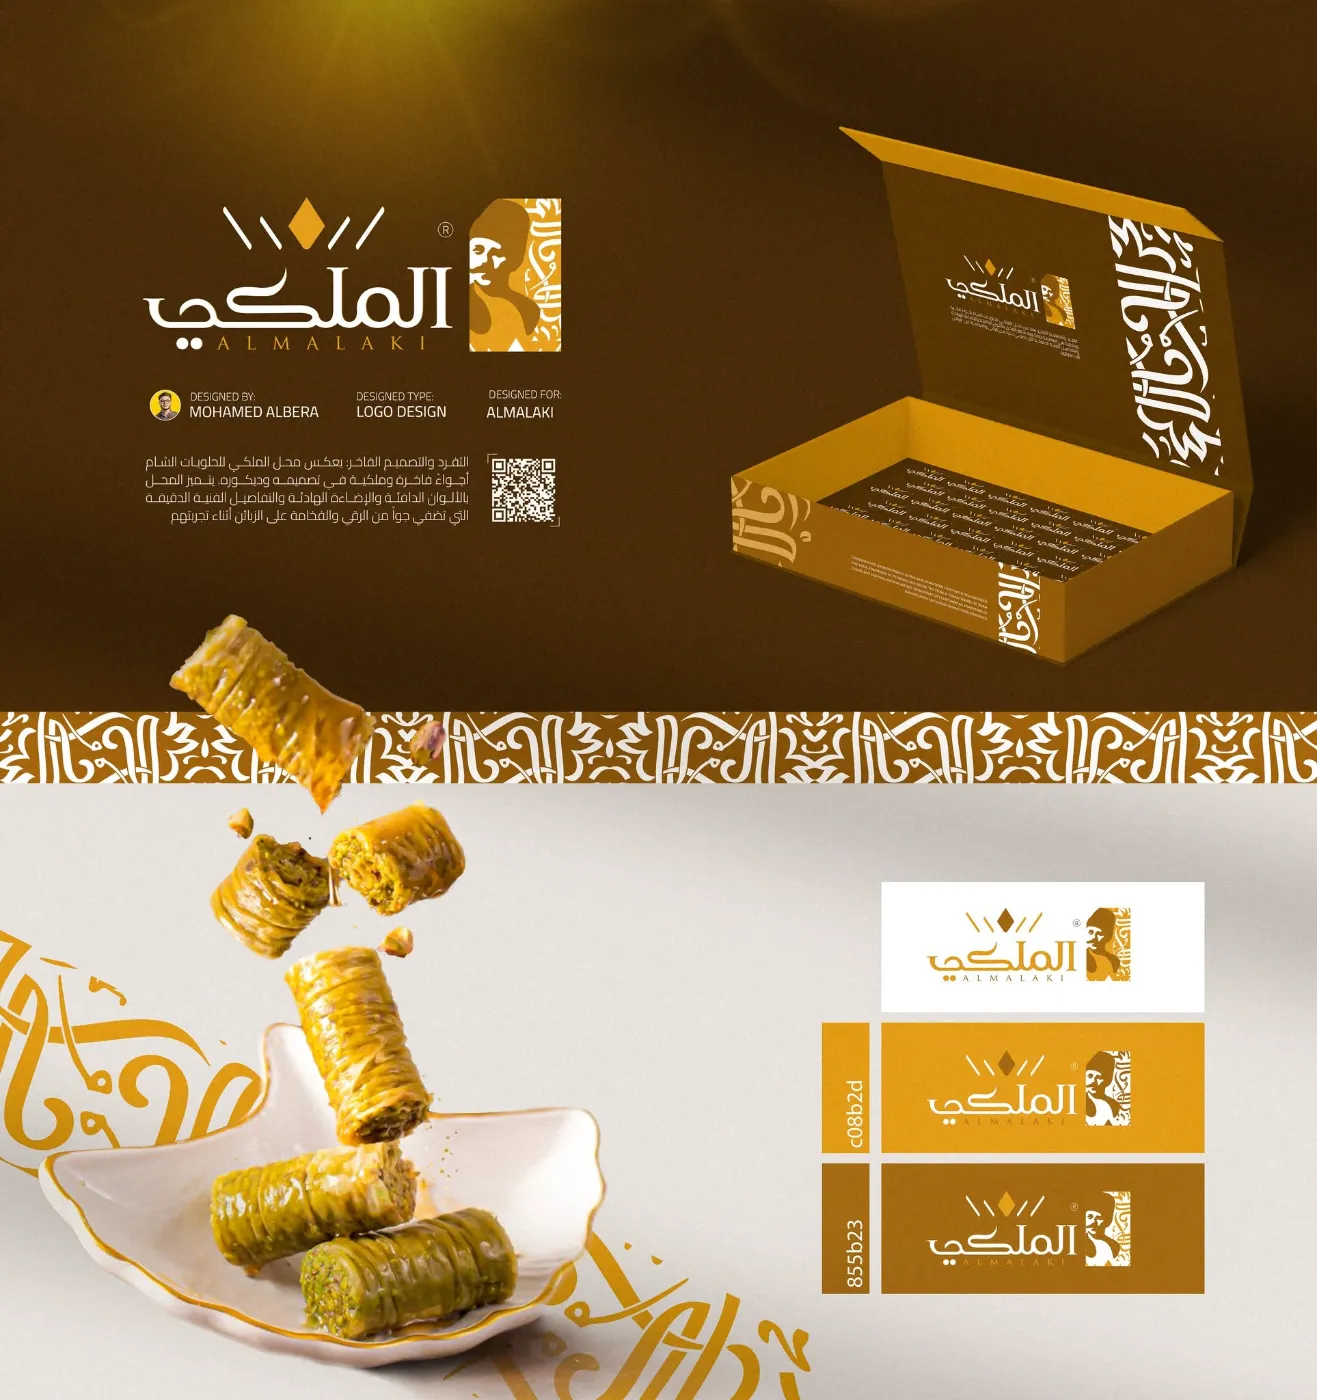 الملكي
®
ALMALAKI
DESIGNED BY:
MOHAMED ALBERA
DESIGNED TYPE:
LOGO DESIGN
DESIGNED FOR:
ALMALAKI
التفرد والتصميم الفاخر: يعكس محل الملكي للحلويات الشام
أجواءً فاخرة وملكية في تصميمه وديكوره. يتميز المحل
بالألوان الدافئة والإضاءة الهادئة والتفاصيل الفنية الدقيقة
التي تضفي جواً من الرقي والفخامة على الزبائن أثناء تجربتهم
الملكي
ALMALAKI
الملكي
®
ALMALAKI
c08b2d
الملكي
®
ALMALAKI
855b23
الملكي
®
ALMALAKI